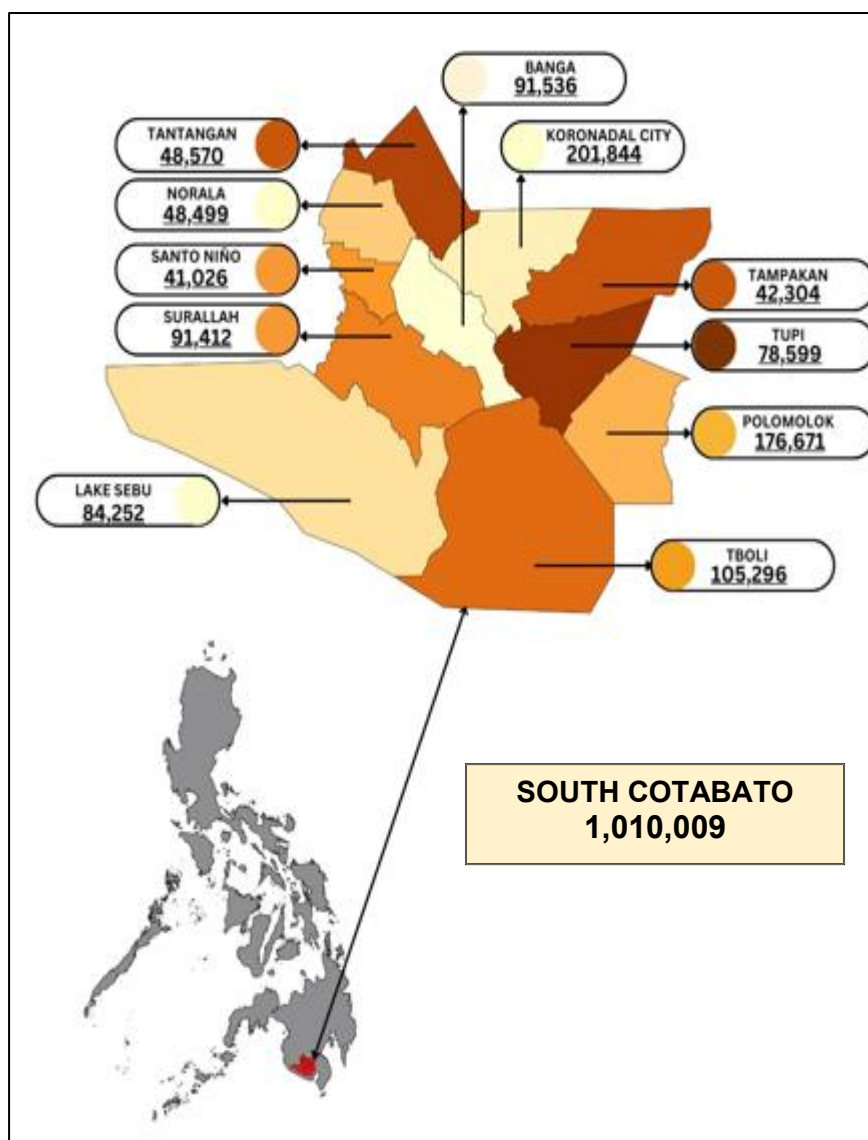 BANGA
91,536
TANTANGAN
48,570
KORONADAL CITY
201,844
NORALA
48,499
SANTO NIÑO
41,026
TAMPAKAN
42,304
SURALLAH
91,412
TUPI
78,599
POLOMOLOK
176,671
LAKE SEBU
84,252
TBOLI
105,296
SOUTH COTABATO
1,010,009